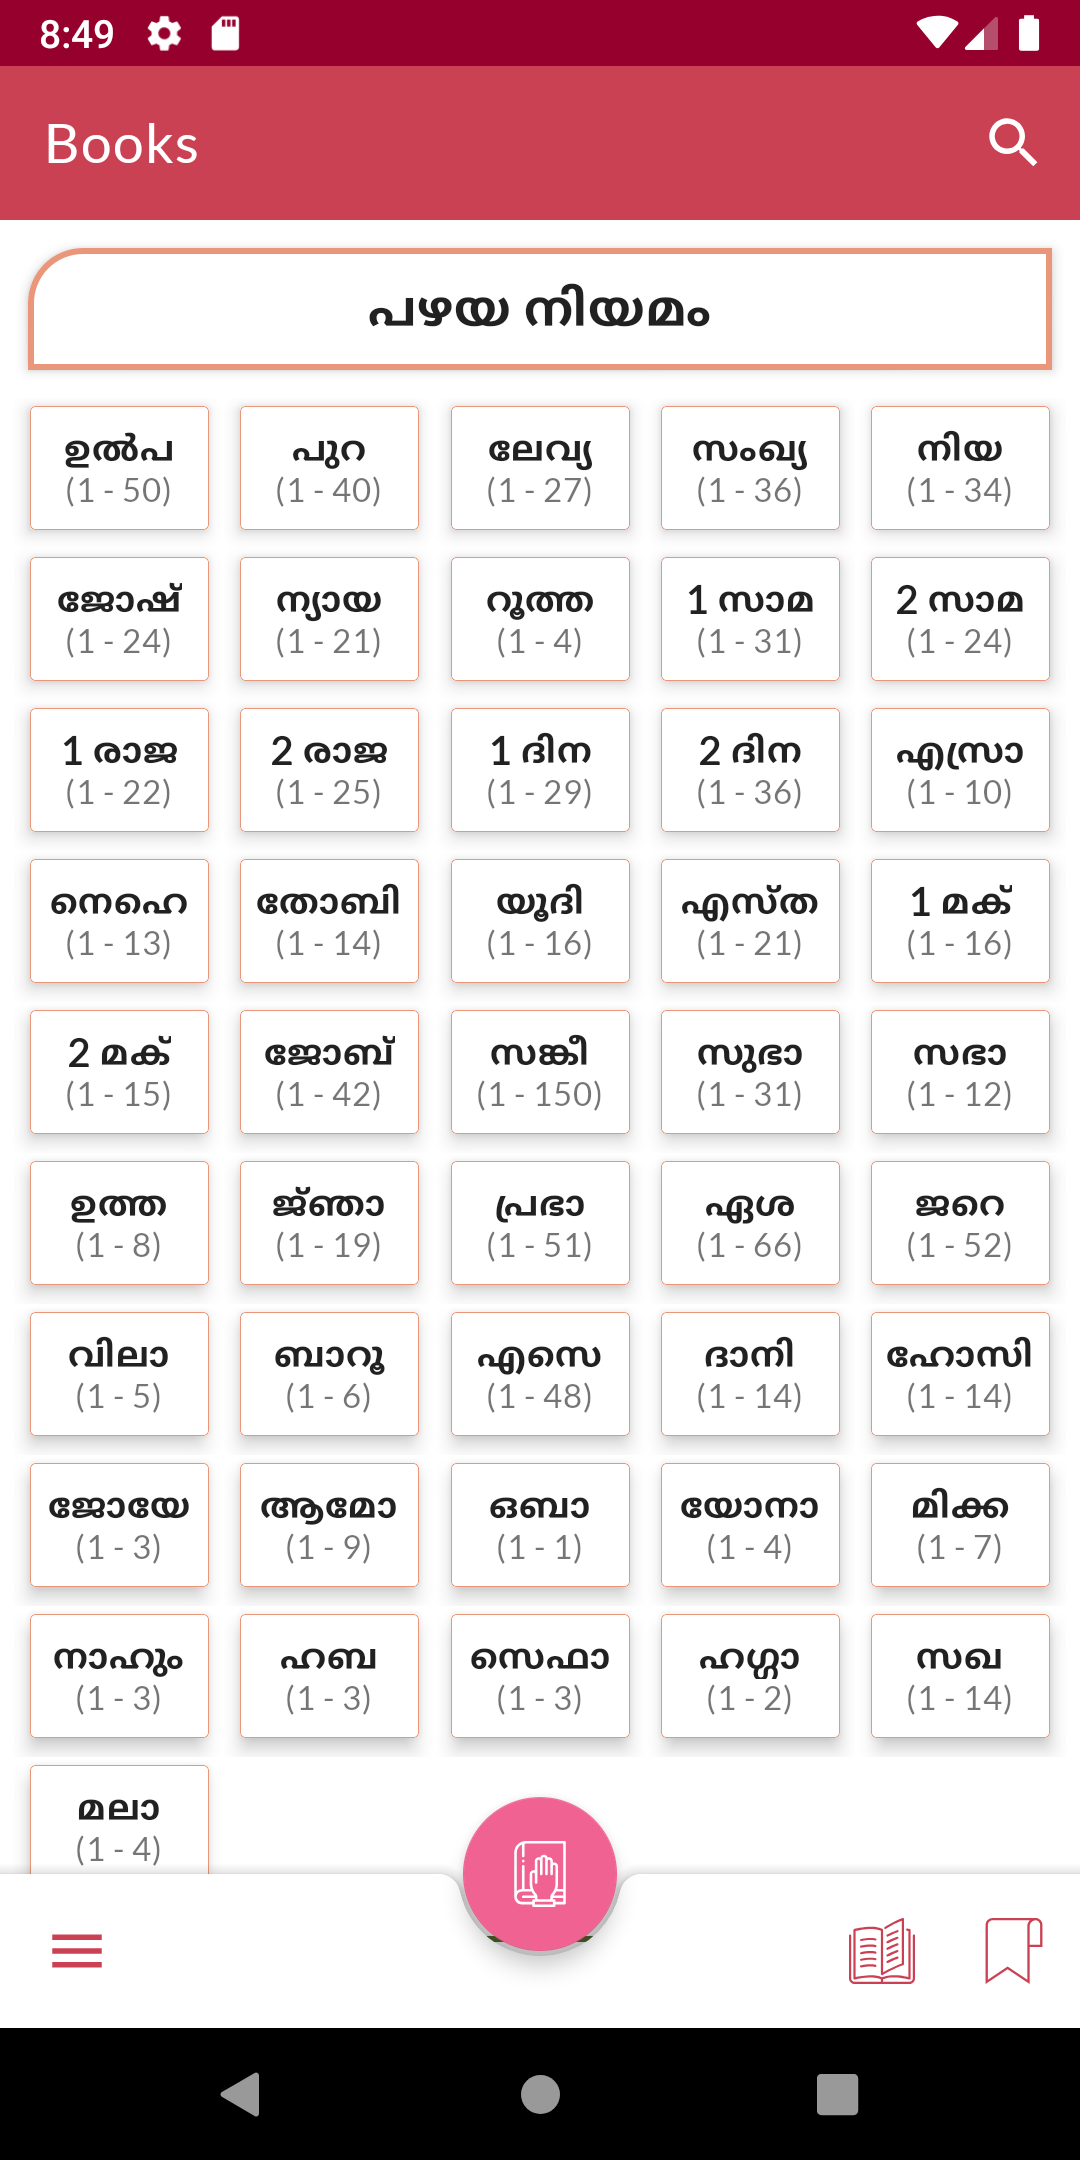 8:49
Books
പഴയ നിയമം
ഉൽപ പുറ ലേവ്യ സംഖ്യ നിയ
(1 - 50) (1 - 40) (1 - 27) (1 - 36) (1 - 34)
ജോഷ് ന്യായ റൂത്ത 1 സാമ 2 സാമ
(1 - 24) (1 - 21) (1 - 4) (1 - 31) (1 - 24)
1 രാജ 2 രാജ 1 ദിന 2 ദിന എസ്രാ
(1 - 22) (1 - 25) (1 - 29) (1 - 36) (1 - 10)
നെഹെ തോബി യൂദി എസ്ത 1 മക്
(1 - 13) (1 - 14) (1 - 16) (1 - 21) (1 - 16)
2 മക് ജോബ് സങ്കീ സുഭാ സഭാ
(1 - 15) (1 - 42) (1 - 150) (1 - 31) (1 - 12)
ഉത്ത ജ്ഞാ പ്രഭാ ഏശ ജറെ
(1 - 8) (1 - 19) (1 - 51) (1 - 66) (1 - 52)
വിലാ ബാറൂ എസെ ദാനി ഹോസി
(1 - 5) (1 - 6) (1 - 48) (1 - 14) (1 - 14)
ജോയേ ആമോ ഒബാ യോനാ മിക്ക
(1 - 3) (1 - 9) (1 - 1) (1 - 4) (1 - 7)
നാഹും ഹബ സെഫാ ഹഗ്ഗാ സഖ
(1 - 3) (1 - 3) (1 - 3) (1 - 2) (1 - 14)
മലാ
(1 - 4)